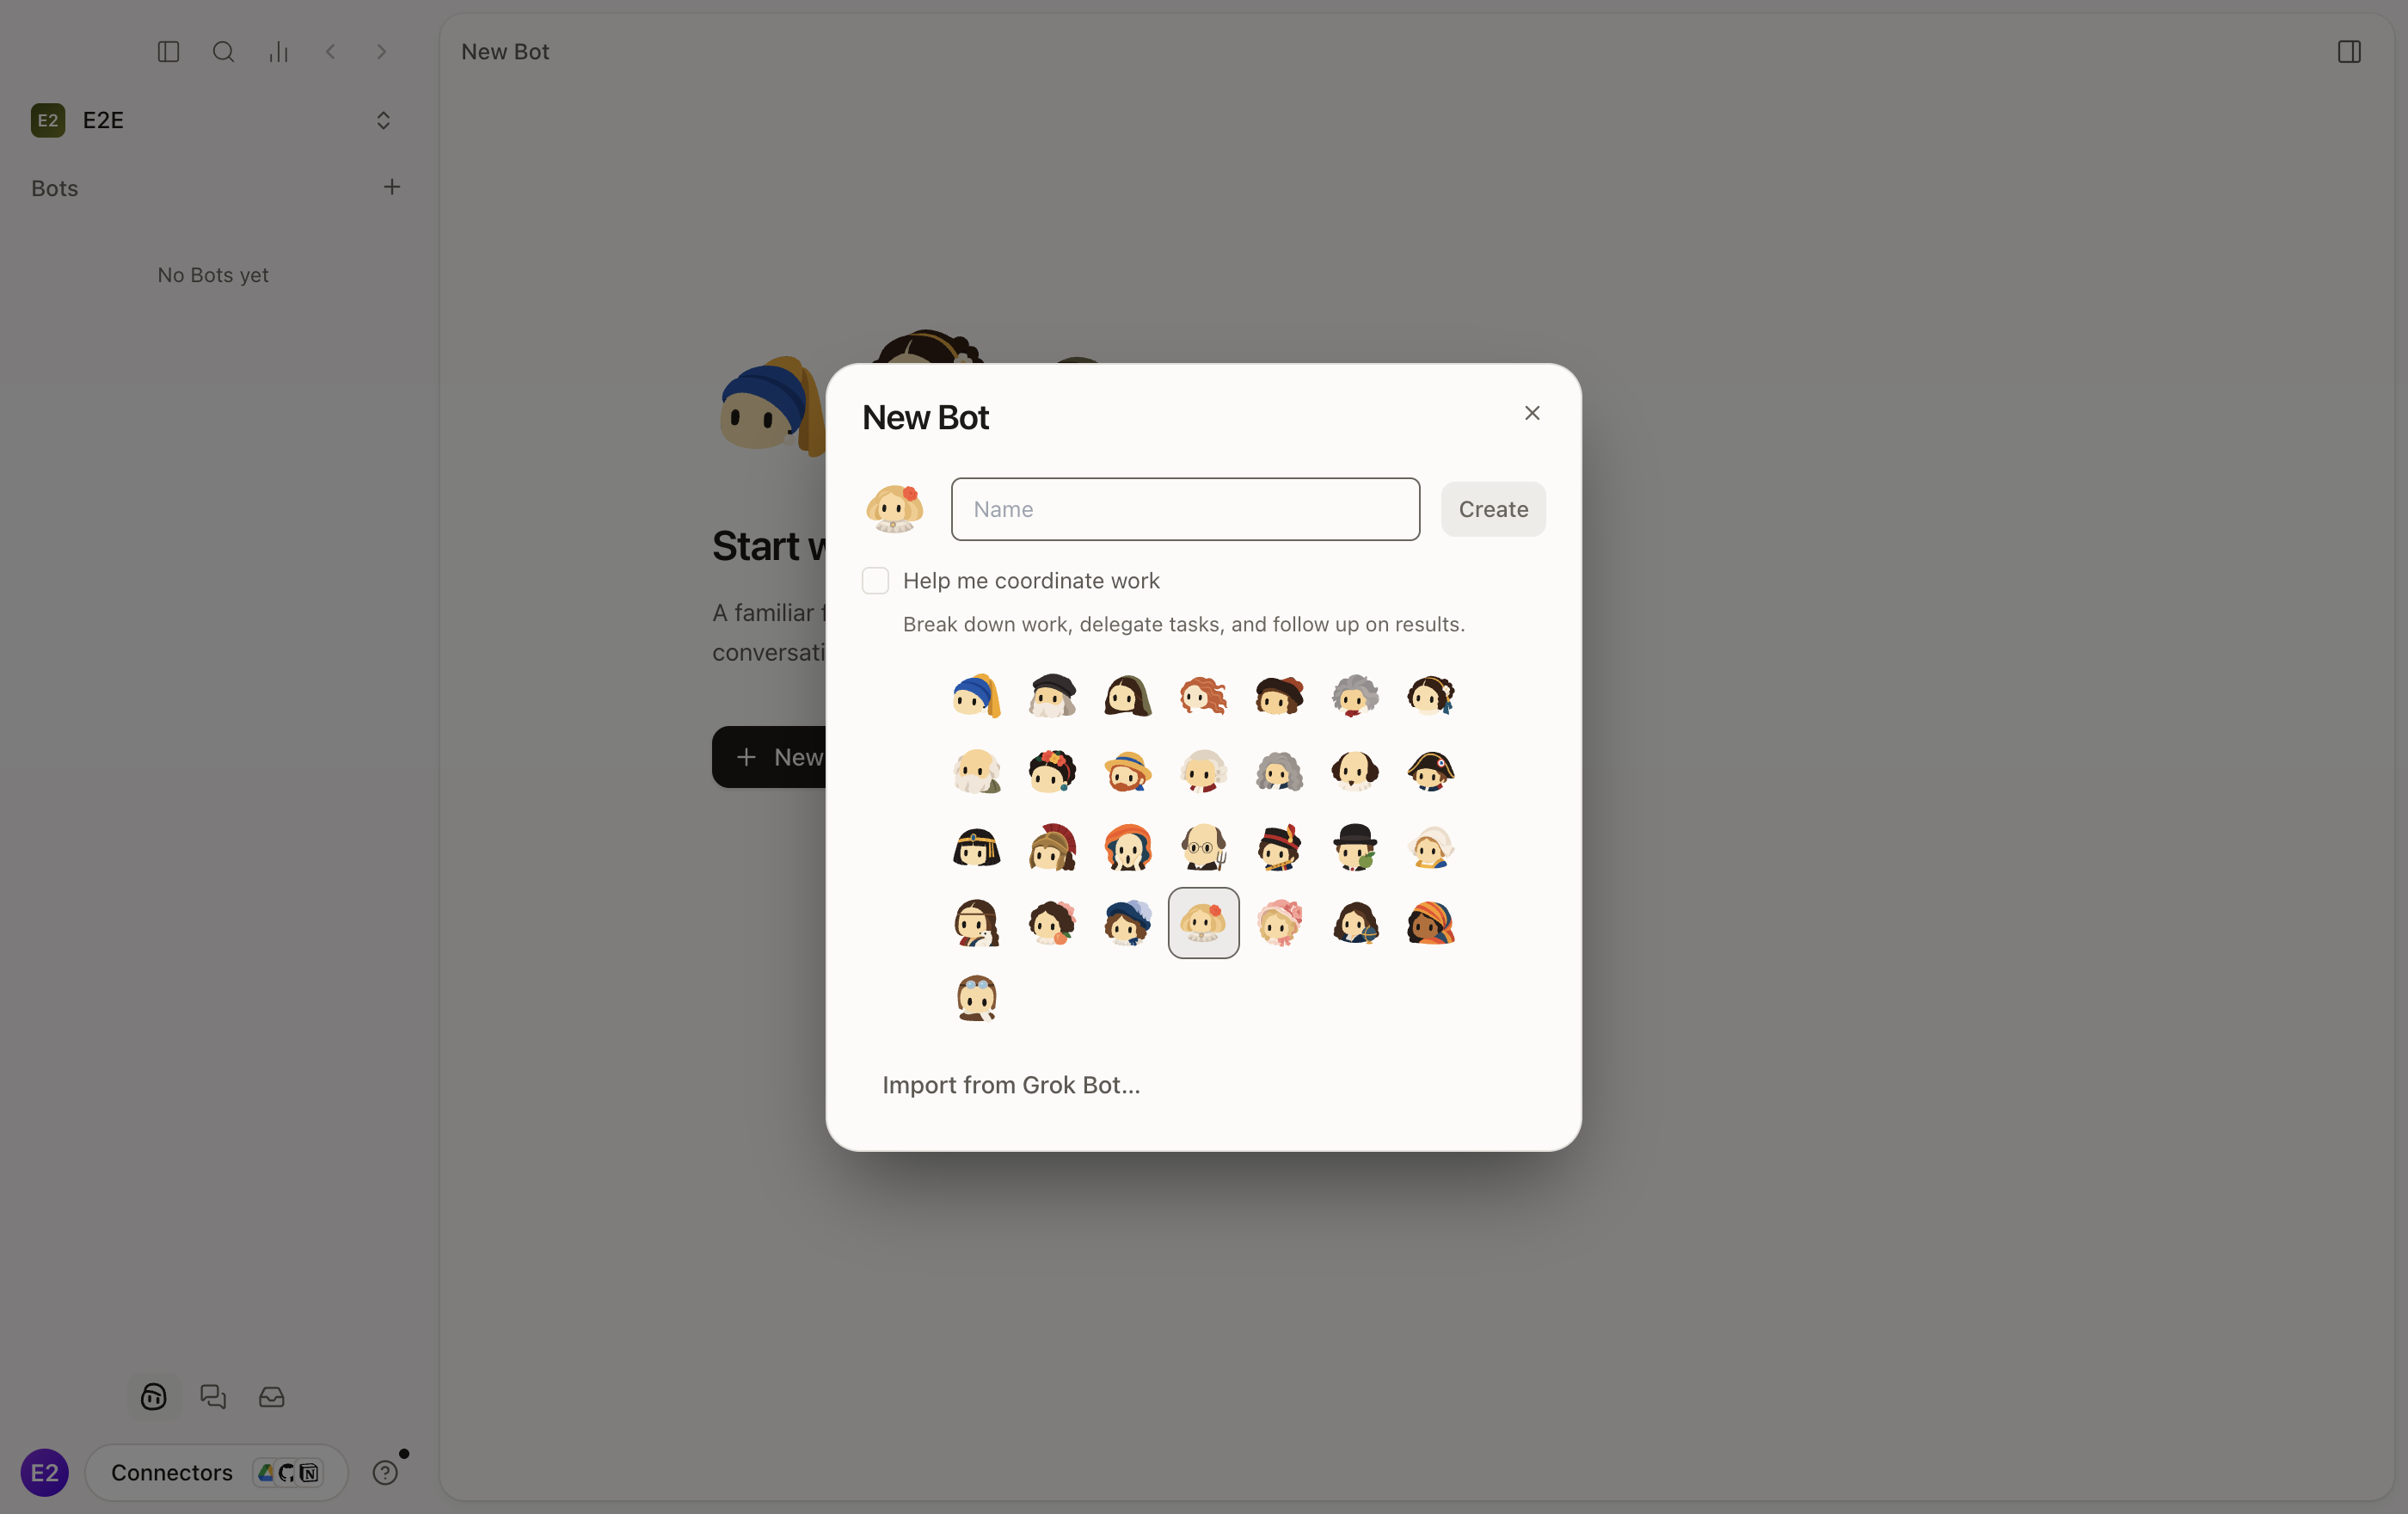 New Bot
E2 E2E
Bots
No Bots yet
Start w
A familiar f
conversati
New
New Bot
Name
Create
Help me coordinate work
Break down work, delegate tasks, and follow up on results.
Import from Grok Bot...
E2
Connectors